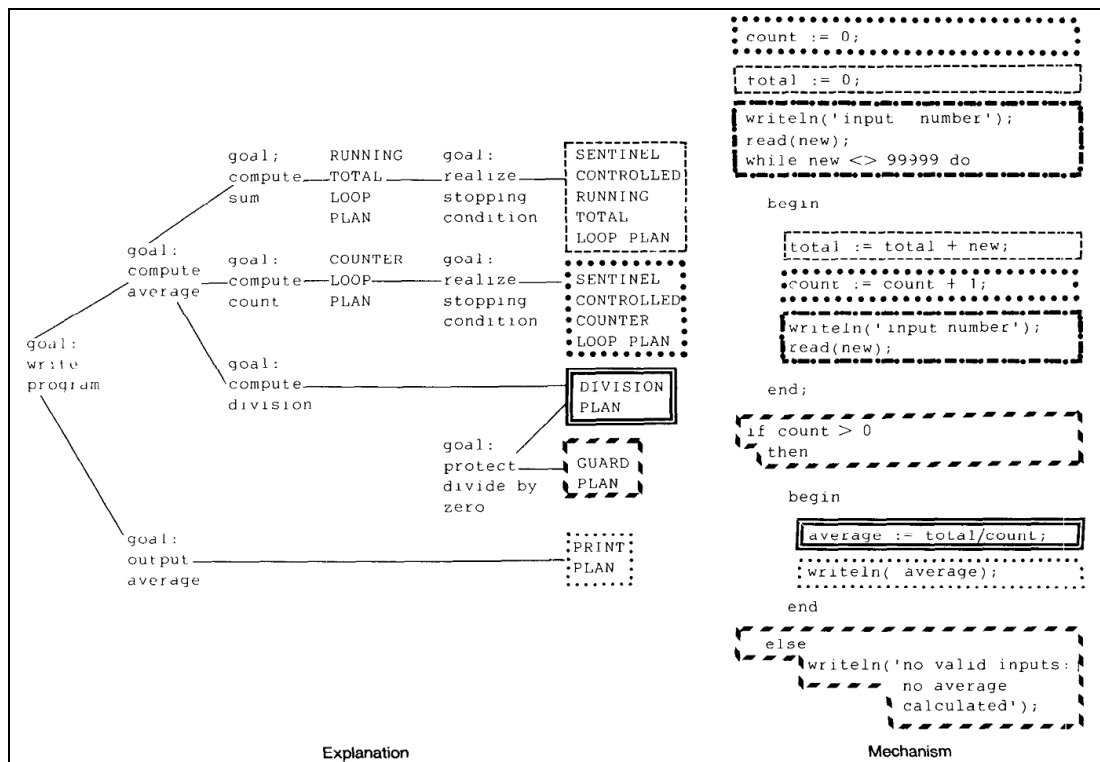 goal;
compute
sum
RUNNING
TOTAL
LOOP
PLAN
goal:
realize
stopping
condition
SENTINEL
CONTROLLED
RUNNING
TOTAL
LOOP PLAN
goal:
compute
average
goal:
compute
count
COUNTER
LOOP
PLAN
goal:
realize
stopping
condition
SENTINEL
CONTROLLED
COUNTER
LOOP PLAN
goal:
write
program
goal:
compute
division
DIVISION
PLAN
goal:
protect
divide by
zero
GUARD
PLAN
goal:
output
average
PRINT
PLAN
Explanation
count := 0;
total := 0;
writeln('input number');
read(new);
while new <> 99999 do
begin
total := total + new;
count := count + 1;
writeln('input number');
read(new);
end;
if count > 0
then
begin
average := total/count;
writeln( average);
end
else
writeln('no valid inputs:
no average
calculated');
Mechanism